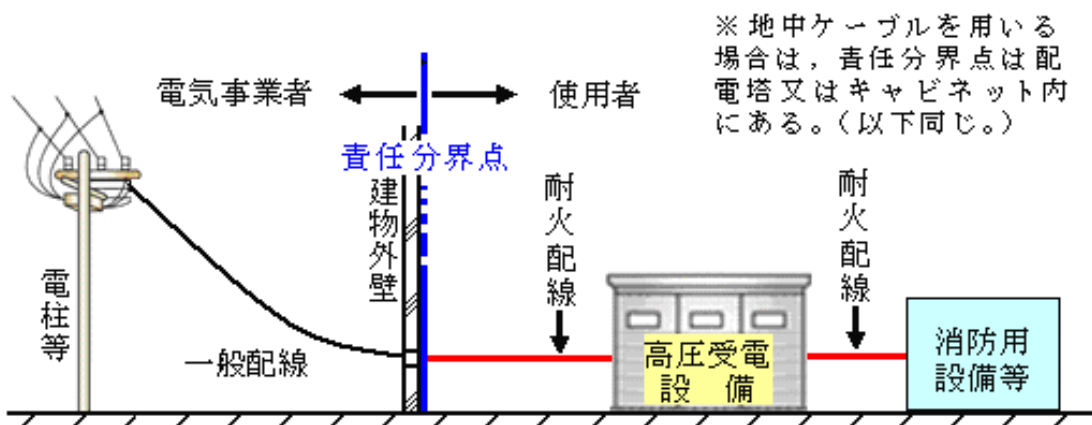 ※地中ケーブルを用いる
場合は，責任分界点は配
電塔又はキャビネット内
にある。（以下同じ。）
電気事業者
使用者
責任分界点
建物外壁
耐火配線
耐火配線
電柱等
一般配線
高圧受電
設備
消防用
設備等